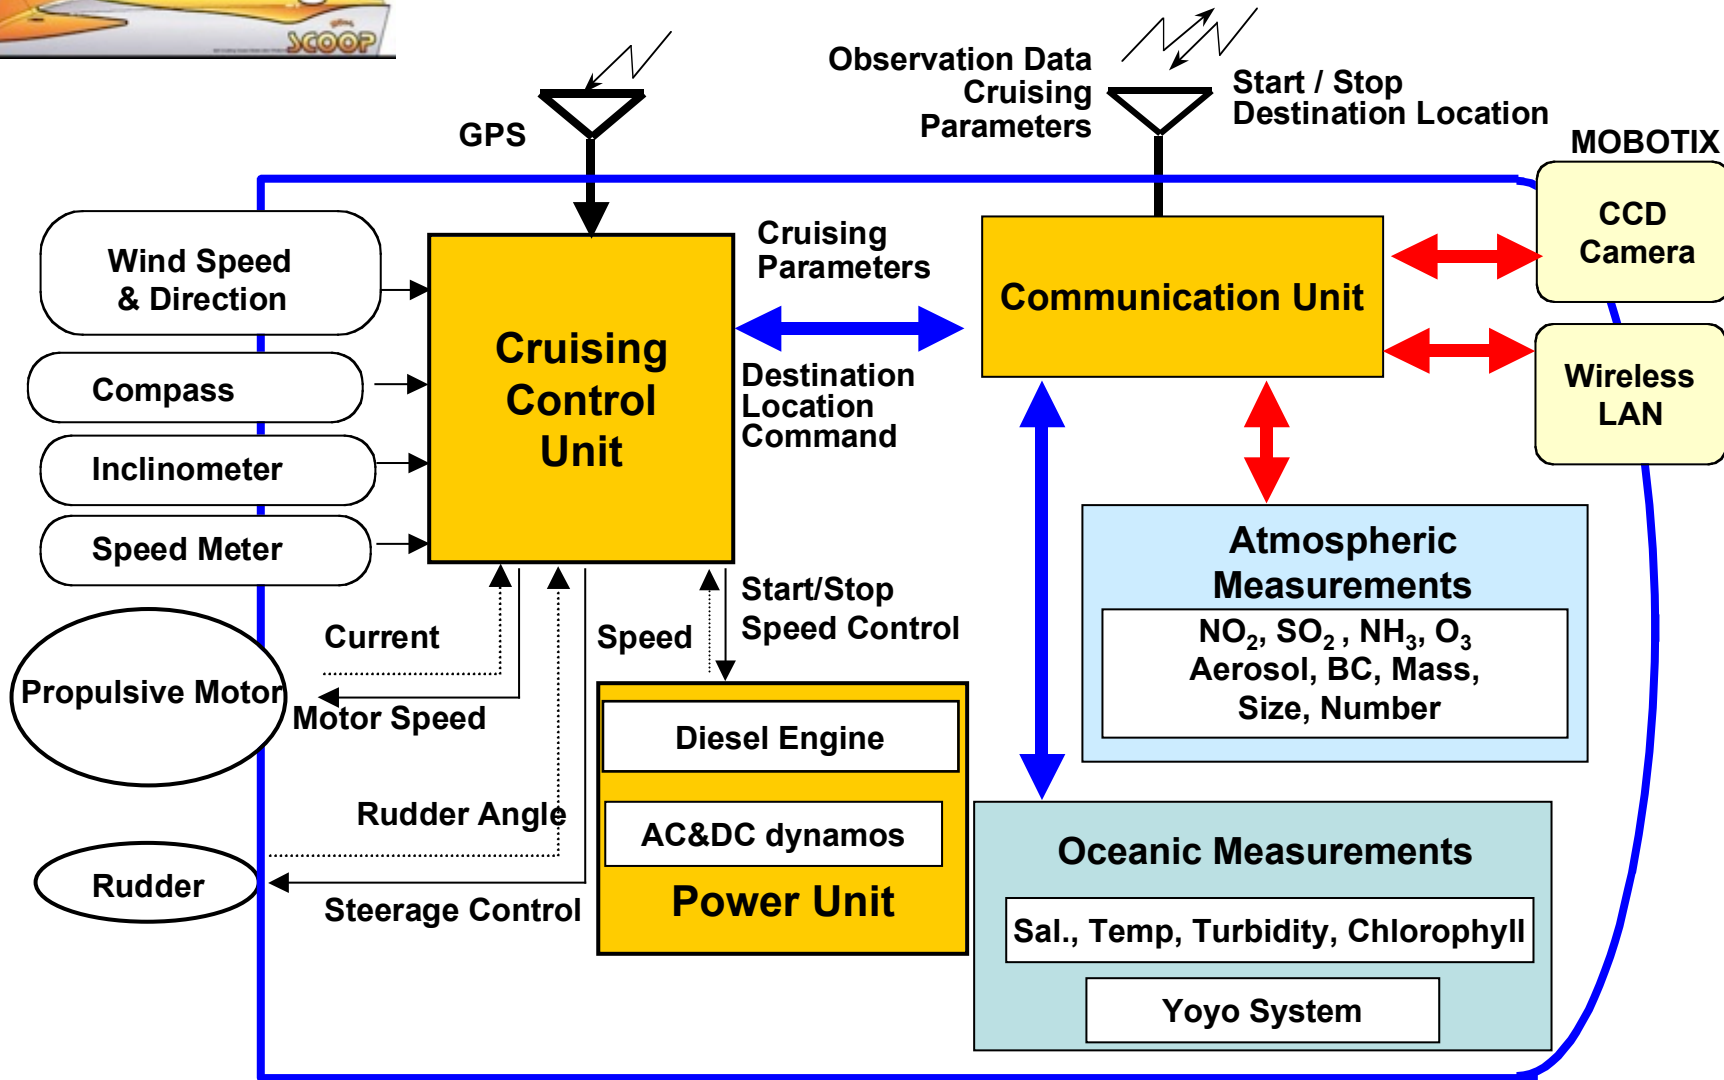 SCOOP
Observation Data
Cruising
Parameters
Start / Stop
Destination Location
GPS
MOBOTIX
Wind Speed
& Direction
Compass
Inclinometer
Speed Meter
Cruising
Control
Unit
Cruising
Parameters
Destination
Location
Command
Communication Unit
CCD
Camera
Wireless
LAN
Atmospheric
Measurements
NO₂, SO₂ , NH₃, O₃
Aerosol, BC, Mass,
Size, Number
Current
Speed
Start/Stop
Speed Control
Propulsive Motor
Motor Speed
Diesel Engine
AC&DC dynamos
Power Unit
Rudder Angle
Rudder
Steerage Control
Oceanic Measurements
Sal., Temp, Turbidity, Chlorophyll
Yoyo System